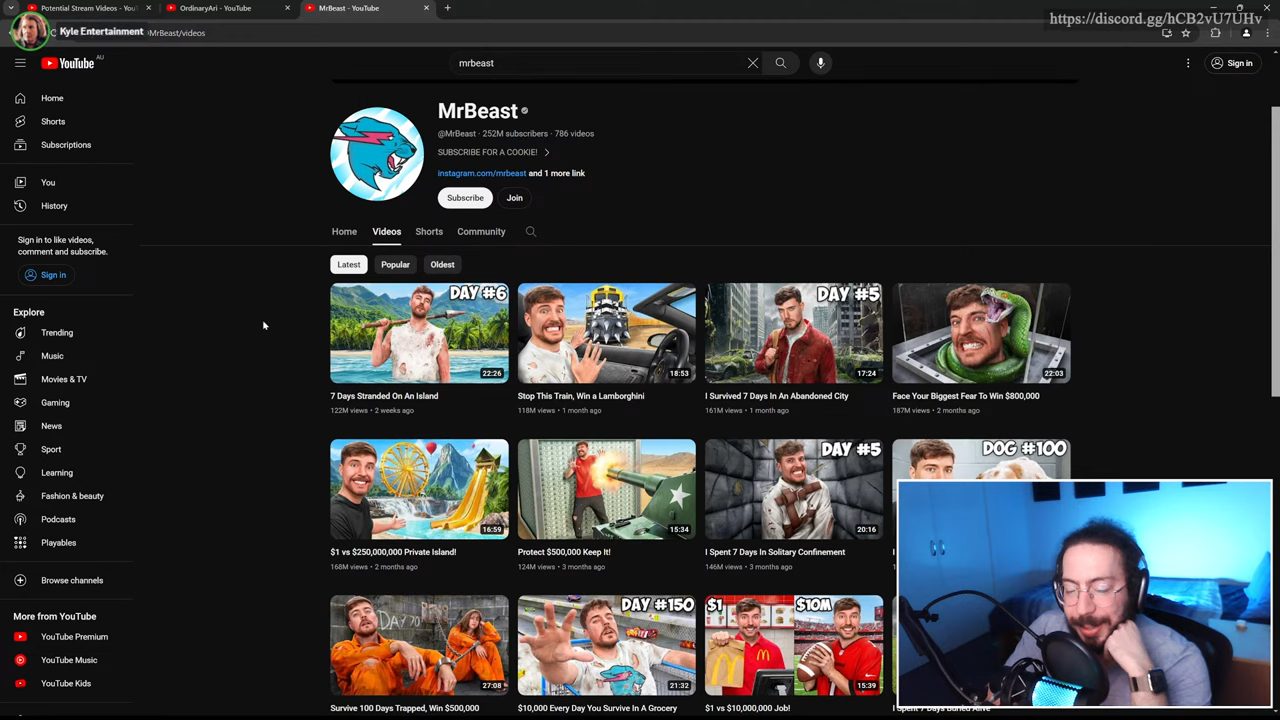 Potential Stream Videos - YouTube
OrdinaryAri - YouTube
MrBeast - YouTube
https://discord.gg/hCB2vU7UHv
Kyle Entertainment
MrBeast/videos
YouTube AU
mrbeast
Sign in
Home
Shorts
Subscriptions
You
History
Sign in to like videos,
comment and subscribe.
Sign in
Explore
Trending
Music
Movies & TV
Gaming
News
Sport
Learning
Fashion & beauty
Podcasts
Playables
Browse channels
More from YouTube
YouTube Premium
YouTube Music
YouTube Kids
MrBeast
@MrBeast · 252M subscribers · 786 videos
SUBSCRIBE FOR A COOKIE!
instagram.com/mrbeast and 1 more link
Subscribe
Join
Home Videos Shorts Community
Latest Popular Oldest
DAY #6
22:26
7 Days Stranded On An Island
122M views • 2 weeks ago
18:53
Stop This Train, Win a Lamborghini
118M views • 1 month ago
DAY #5
17:24
I Survived 7 Days In An Abandoned City
161M views • 1 month ago
22:03
Face Your Biggest Fear To Win $800,000
187M views • 2 months ago
16:59
$1 vs $250,000,000 Private Island!
168M views • 2 months ago
15:34
Protect $500,000 Keep It!
124M views • 3 months ago
DAY #5
20:16
I Spent 7 Days In Solitary Confinement
146M views • 3 months ago
DOG #100
DAY 70
27:08
Survive 100 Days Trapped, Win $500,000
DAY #150
21:32
$10,000 Every Day You Survive In A Grocery
$1
$10M
15:39
$1 vs $10,000,000 Job!
I Spent 7 Days Buried Alive